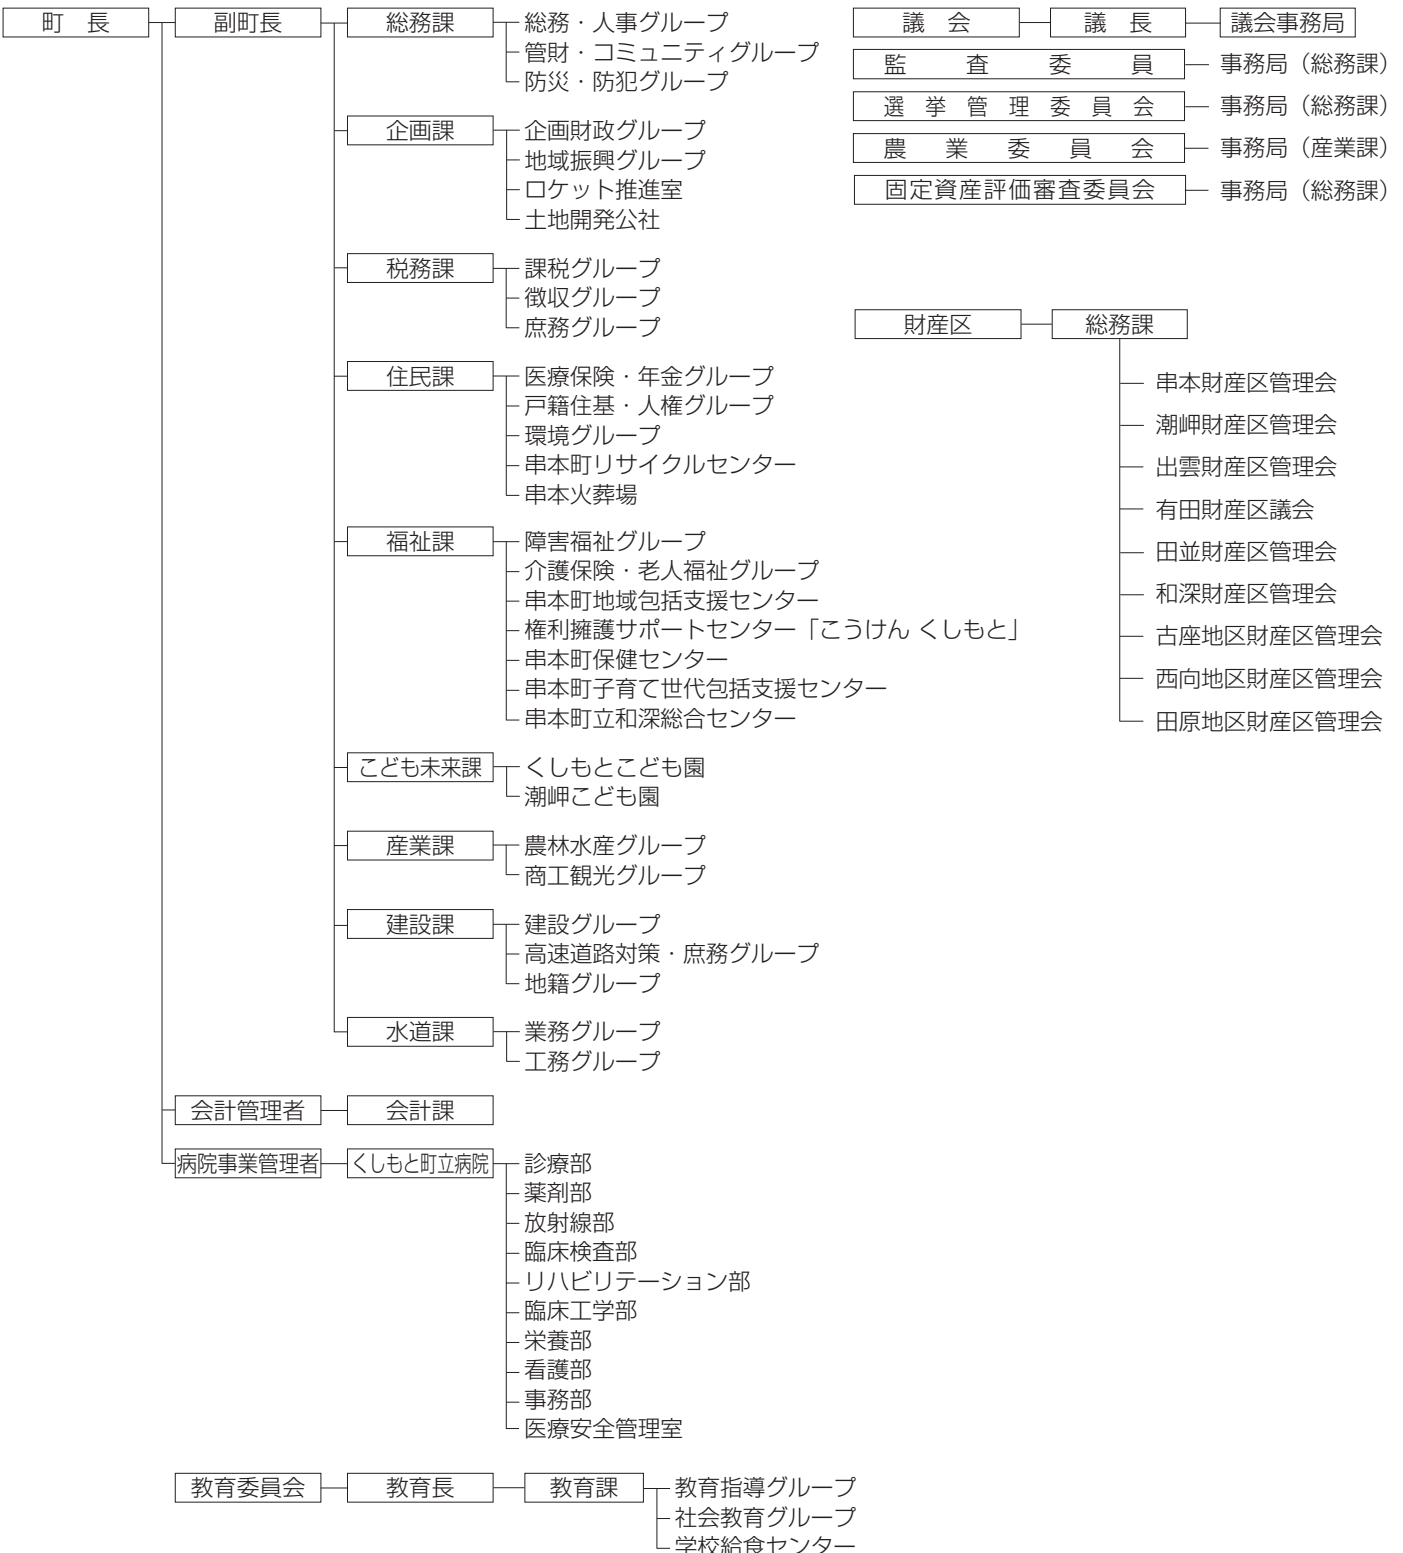 町　長
副町長
総務課
総務・人事グループ
管財・コミュニティグループ
防災・防犯グループ
企画課
企画財政グループ
地域振興グループ
ロケット推進室
土地開発公社
税務課
課税グループ
徴収グループ
庶務グループ
住民課
医療保険・年金グループ
戸籍住基・人権グループ
環境グループ
串本町リサイクルセンター
串本火葬場
福祉課
障害福祉グループ
介護保険・老人福祉グループ
串本町地域包括支援センター
権利擁護サポートセンター「こうけん くしもと」
串本町保健センター
串本町子育て世代包括支援センター
串本町立和深総合センター
こども未来課
くしもとこども園
潮岬こども園
産業課
農林水産グループ
商工観光グループ
建設課
建設グループ
高速道路対策・庶務グループ
地籍グループ
水道課
業務グループ
工務グループ
会計管理者
会計課
病院事業管理者
くしもと町立病院
診療部
薬剤部
放射線部
臨床検査部
リハビリテーション部
臨床工学部
栄養部
看護部
事務部
医療安全管理室
教育委員会
教育長
教育課
教育指導グループ
社会教育グループ
学校給食センター
議　会
議　長
議会事務局
監査委員
事務局（総務課）
選挙管理委員会
事務局（総務課）
農業委員会
事務局（産業課）
固定資産評価審査委員会
事務局（総務課）
財産区
総務課
串本財産区管理会
潮岬財産区管理会
出雲財産区管理会
有田財産区議会
田並財産区管理会
和深財産区管理会
古座地区財産区管理会
西向地区財産区管理会
田原地区財産区管理会